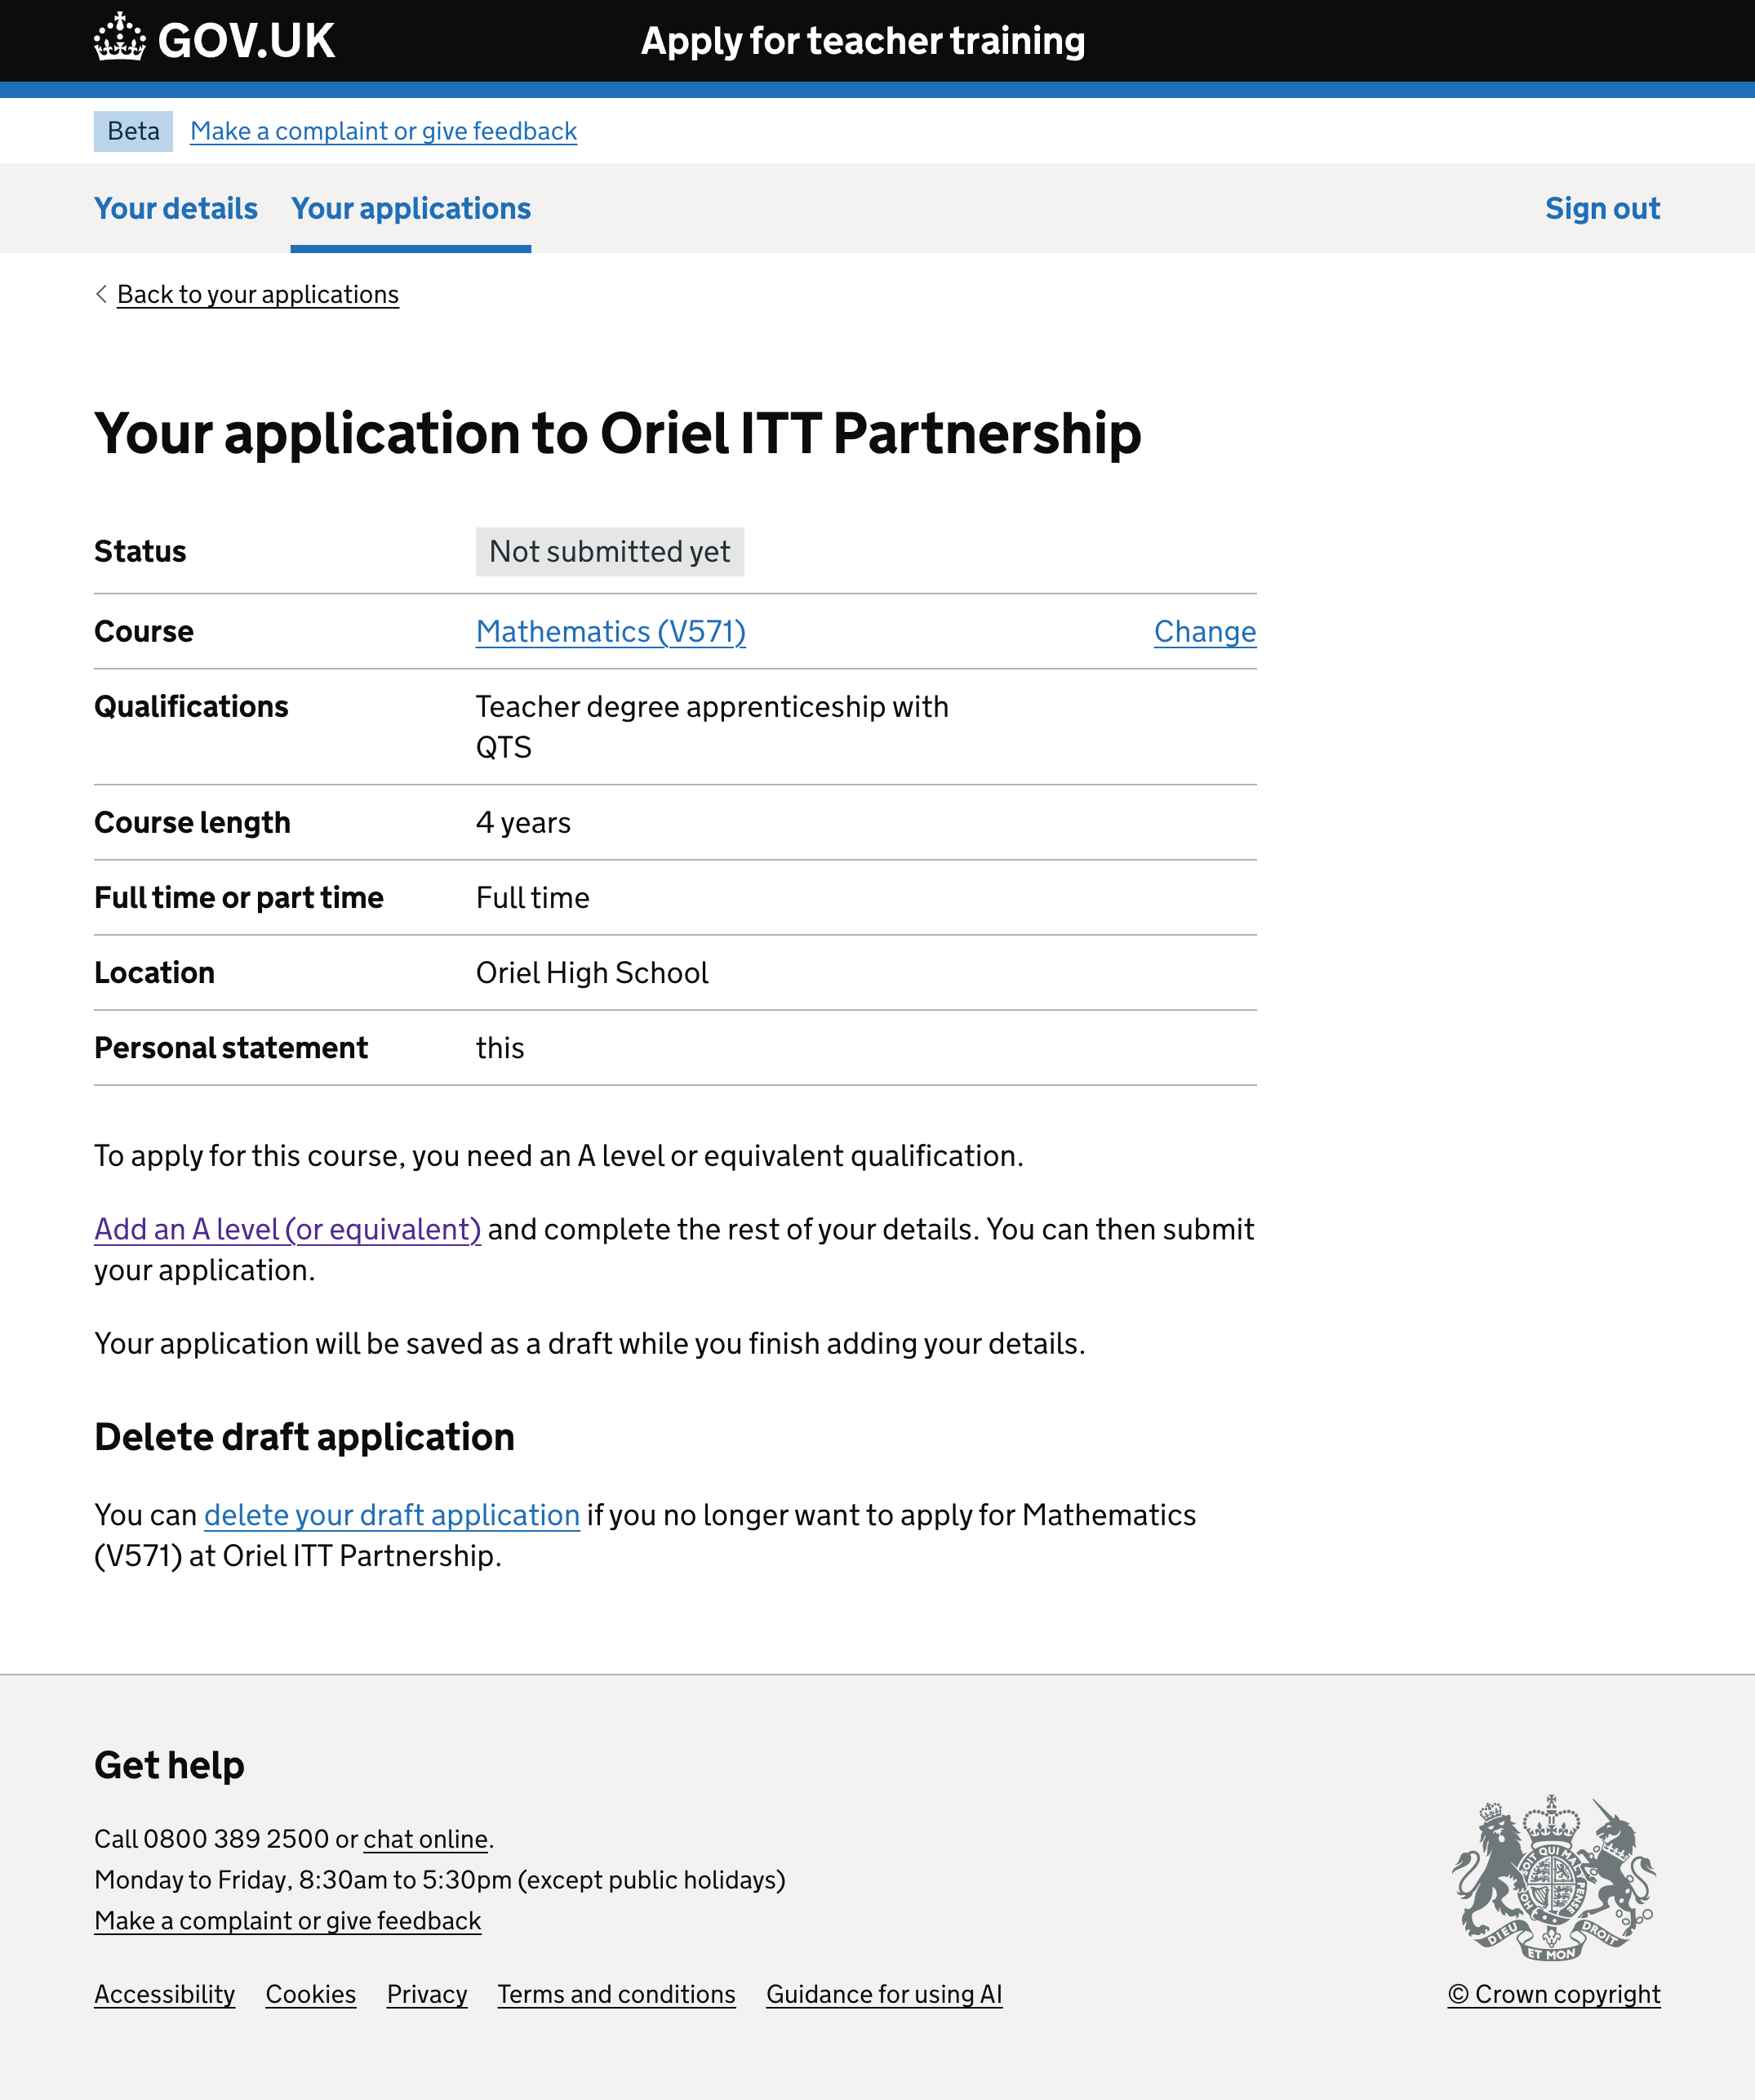 GOV.UK
Apply for teacher training
Beta
Make a complaint or give feedback
Your details
Your applications
Sign out
Back to your applications
Your application to Oriel ITT Partnership
Status
Not submitted yet
Course
Mathematics (V571)
Change
Qualifications
Teacher degree apprenticeship with
QTS
Course length
4 years
Full time or part time
Full time
Location
Oriel High School
Personal statement
this
To apply for this course, you need an A level or equivalent qualification.
Add an A level (or equivalent) and complete the rest of your details. You can then submit
your application.
Your application will be saved as a draft while you finish adding your details.
Delete draft application
You can delete your draft application if you no longer want to apply for Mathematics
(V571) at Oriel ITT Partnership.
Get help
Call 0800 389 2500 or chat online.
Monday to Friday, 8:30am to 5:30pm (except public holidays)
Make a complaint or give feedback
Accessibility
Cookies
Privacy
Terms and conditions
Guidance for using AI
SOIT QUI MAL
DIEU ET MON DROIT
© Crown copyright